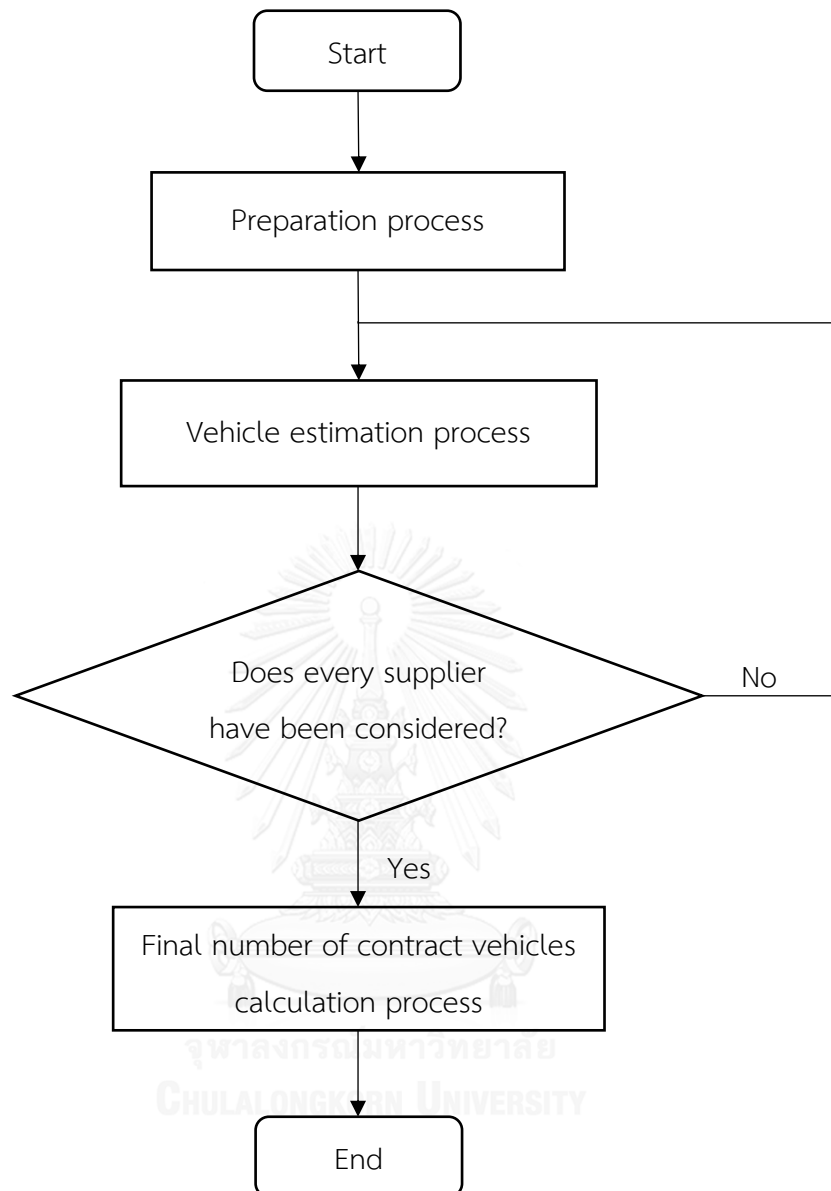 Start
Preparation process
Vehicle estimation process
Does every supplier
have been considered?
No
Yes
Final number of contract vehicles
calculation process
จุฬาลงกรณ์มหาวิทยาลัย
CHULALONGKORN UNIVERSITY
End